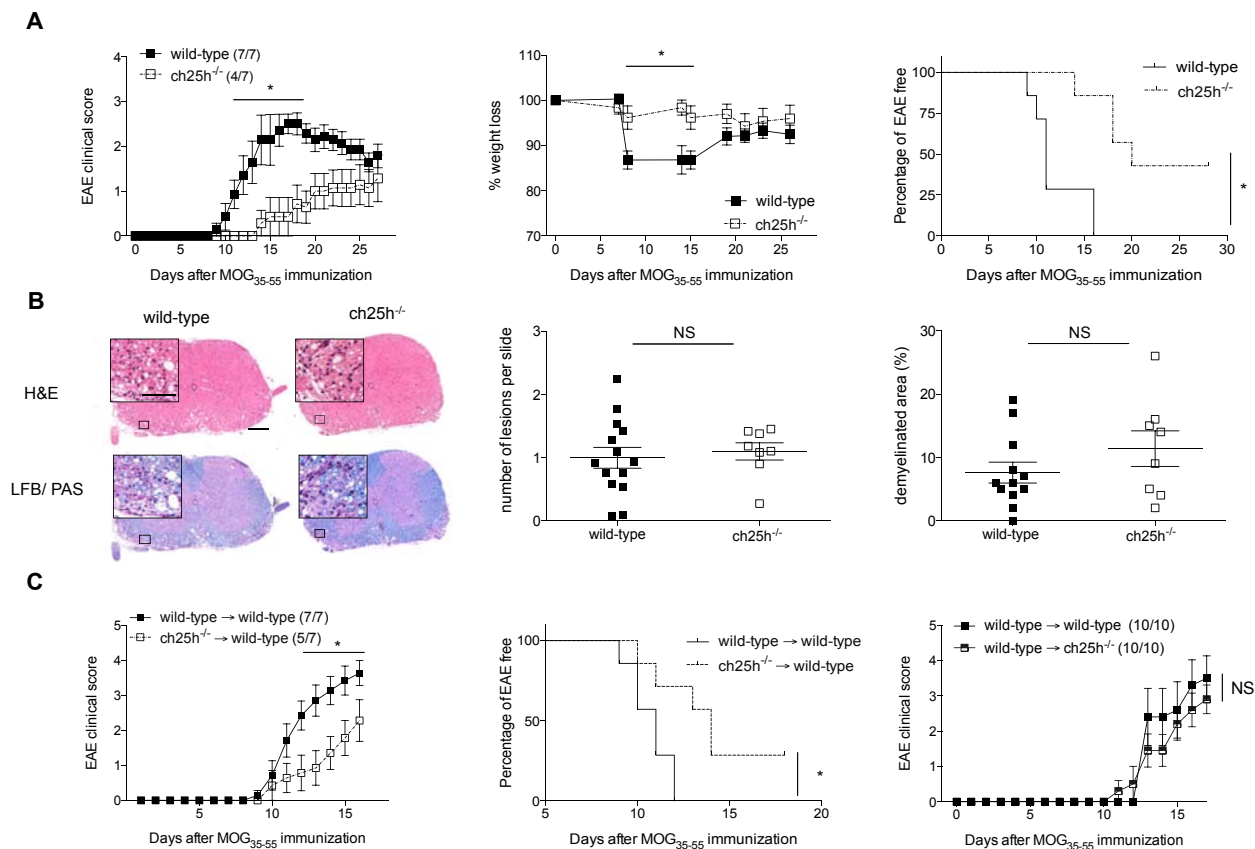 A
wild-type (7/7)
ch25h-/- (4/7)
*
EAE clinical score
4
3
2
1
0
0 5 10 15 20 25
Days after MOG35-55 immunization
*
% weight loss
110
100
90
80
70
wild-type
ch25h-/-
0 5 10 15 20 25
Days after MOG35-55 immunization
wild-type
ch25h-/-
Percentage of EAE free
100
75
50
25
0
*
0 5 10 15 20 25 30
Days after MOG35-55 immunization
B
wild-type ch25h-/-
H&E
LFB/ PAS
NS
number of lesions per slide
3
2
1
0
wild-type ch25h-/-
NS
demyelinated area (%)
30
20
10
0
wild-type ch25h-/-
C
wild-type → wild-type (7/7)
ch25h-/- → wild-type (5/7)
*
EAE clinical score
5
4
3
2
1
0
5 10 15
Days after MOG35-55 immunization
wild-type → wild-type
ch25h-/- → wild-type
Percentage of EAE free
100
50
0
*
5 10 15 20
Days after MOG35-55 immunization
wild-type → wild-type (10/10)
wild-type → ch25h-/- (10/10)
NS
EAE clinical score
5
4
3
2
1
0
0 5 10 15
Days after MOG35-55 immunization